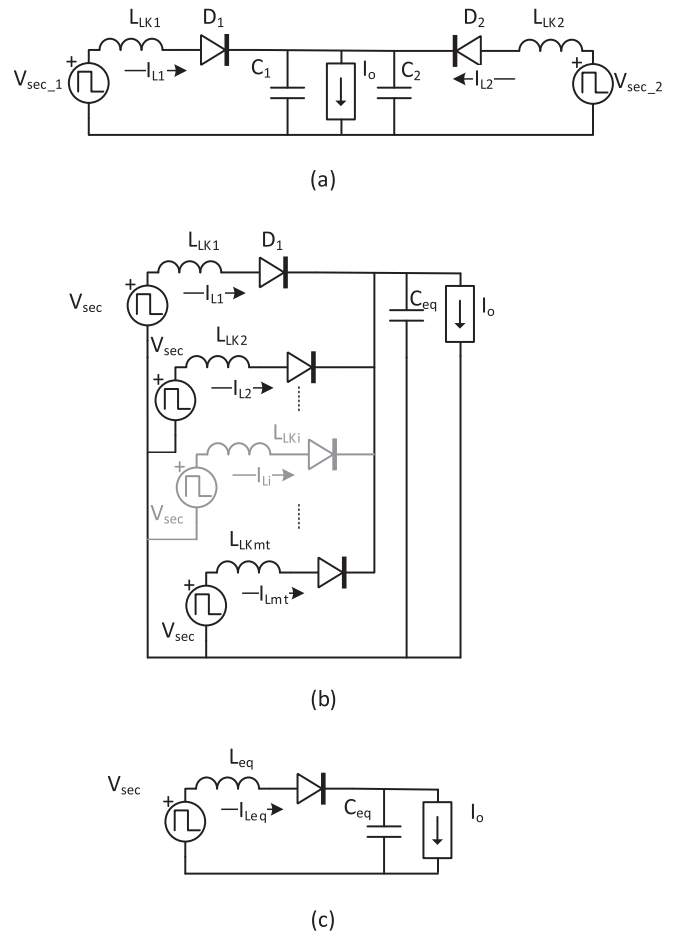 L_LK1 D_1 D_2 L_LK2
+ C_1 I_o C_2 +
V_sec_1 I_L1 I_L2 V_sec_2
(a)
L_LK1 D_1
+ I_L1 C_eq I_o
V_sec
V_sec L_LK2
+ I_L2
L_LKi
+ I_Li
V_sec
L_LKmt
+ I_Lmt
V_sec
(b)
L_eq
V_sec
+ I_Leq C_eq I_o
(c)